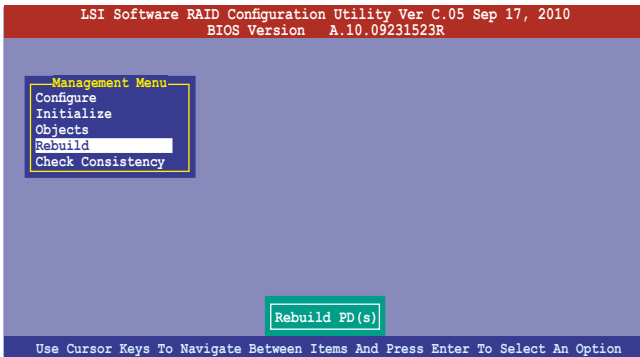 LSI Software RAID Configuration Utility Ver C.05 Sep 17, 2010
BIOS Version A.10.09231523R
Management Menu
Configure
Initialize
Objects
Rebuild
Check Consistency
Rebuild PD(s)
Use Cursor Keys To Navigate Between Items And Press Enter To Select An Option